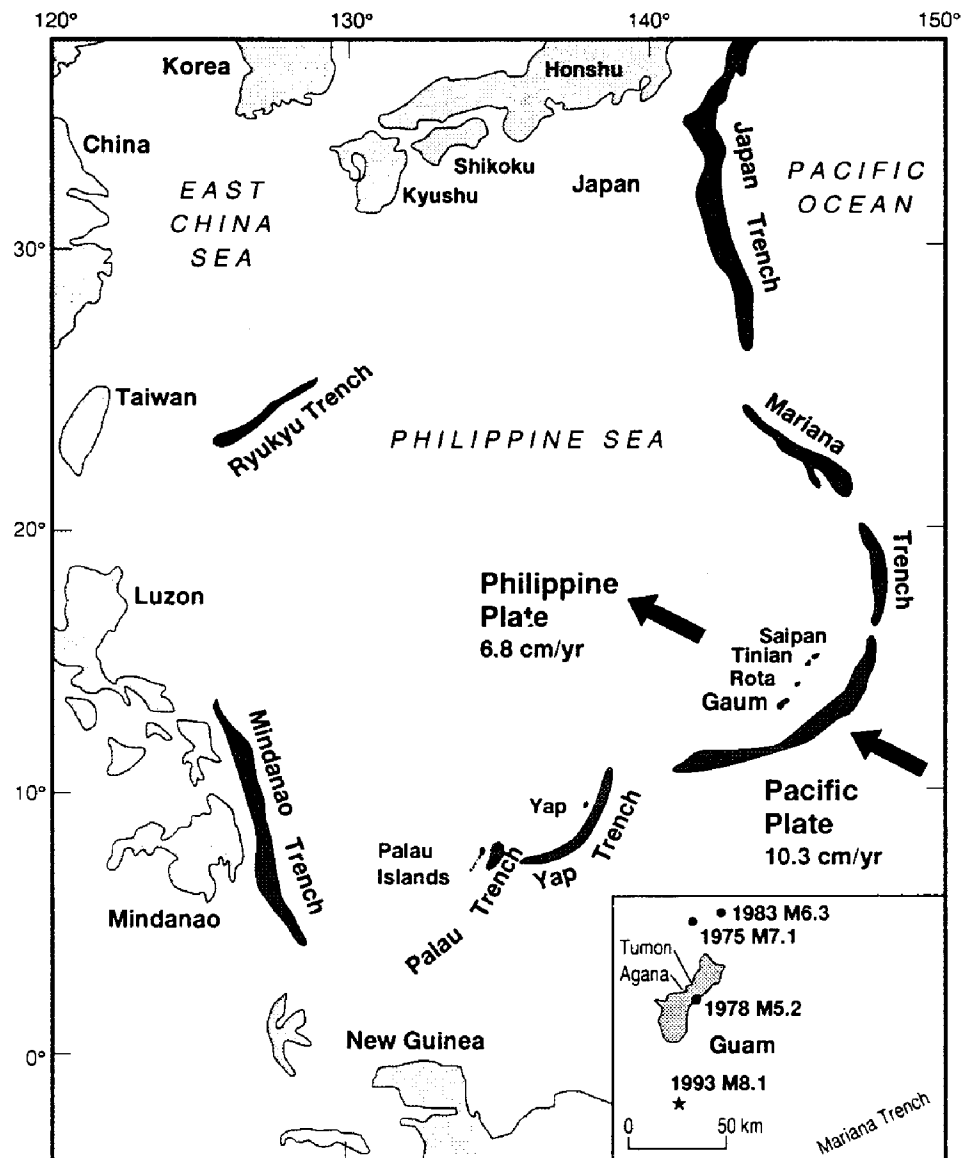 120°
130°
140°
150°
Korea
Honshu
China
Shikoku
Kyushu
Japan
Japan Trench
PACIFIC
OCEAN
EAST
CHINA
SEA
30°
Taiwan
Ryukyu Trench
PHILIPPINE SEA
Mariana
Trench
20°
Luzon
Philippine
Plate
6.8 cm/yr
Saipan
Tinian
Rota
Gaum
Mindanao Trench
10°
Yap
Yap Trench
Pacific
Plate
10.3 cm/yr
Palau
Islands
Palau Trench
Mindanao
0°
New Guinea
1983 M6.3
1975 M7.1
Tumon
Agana
1978 M5.2
Guam
1993 M8.1
0 50 km
Mariana Trench